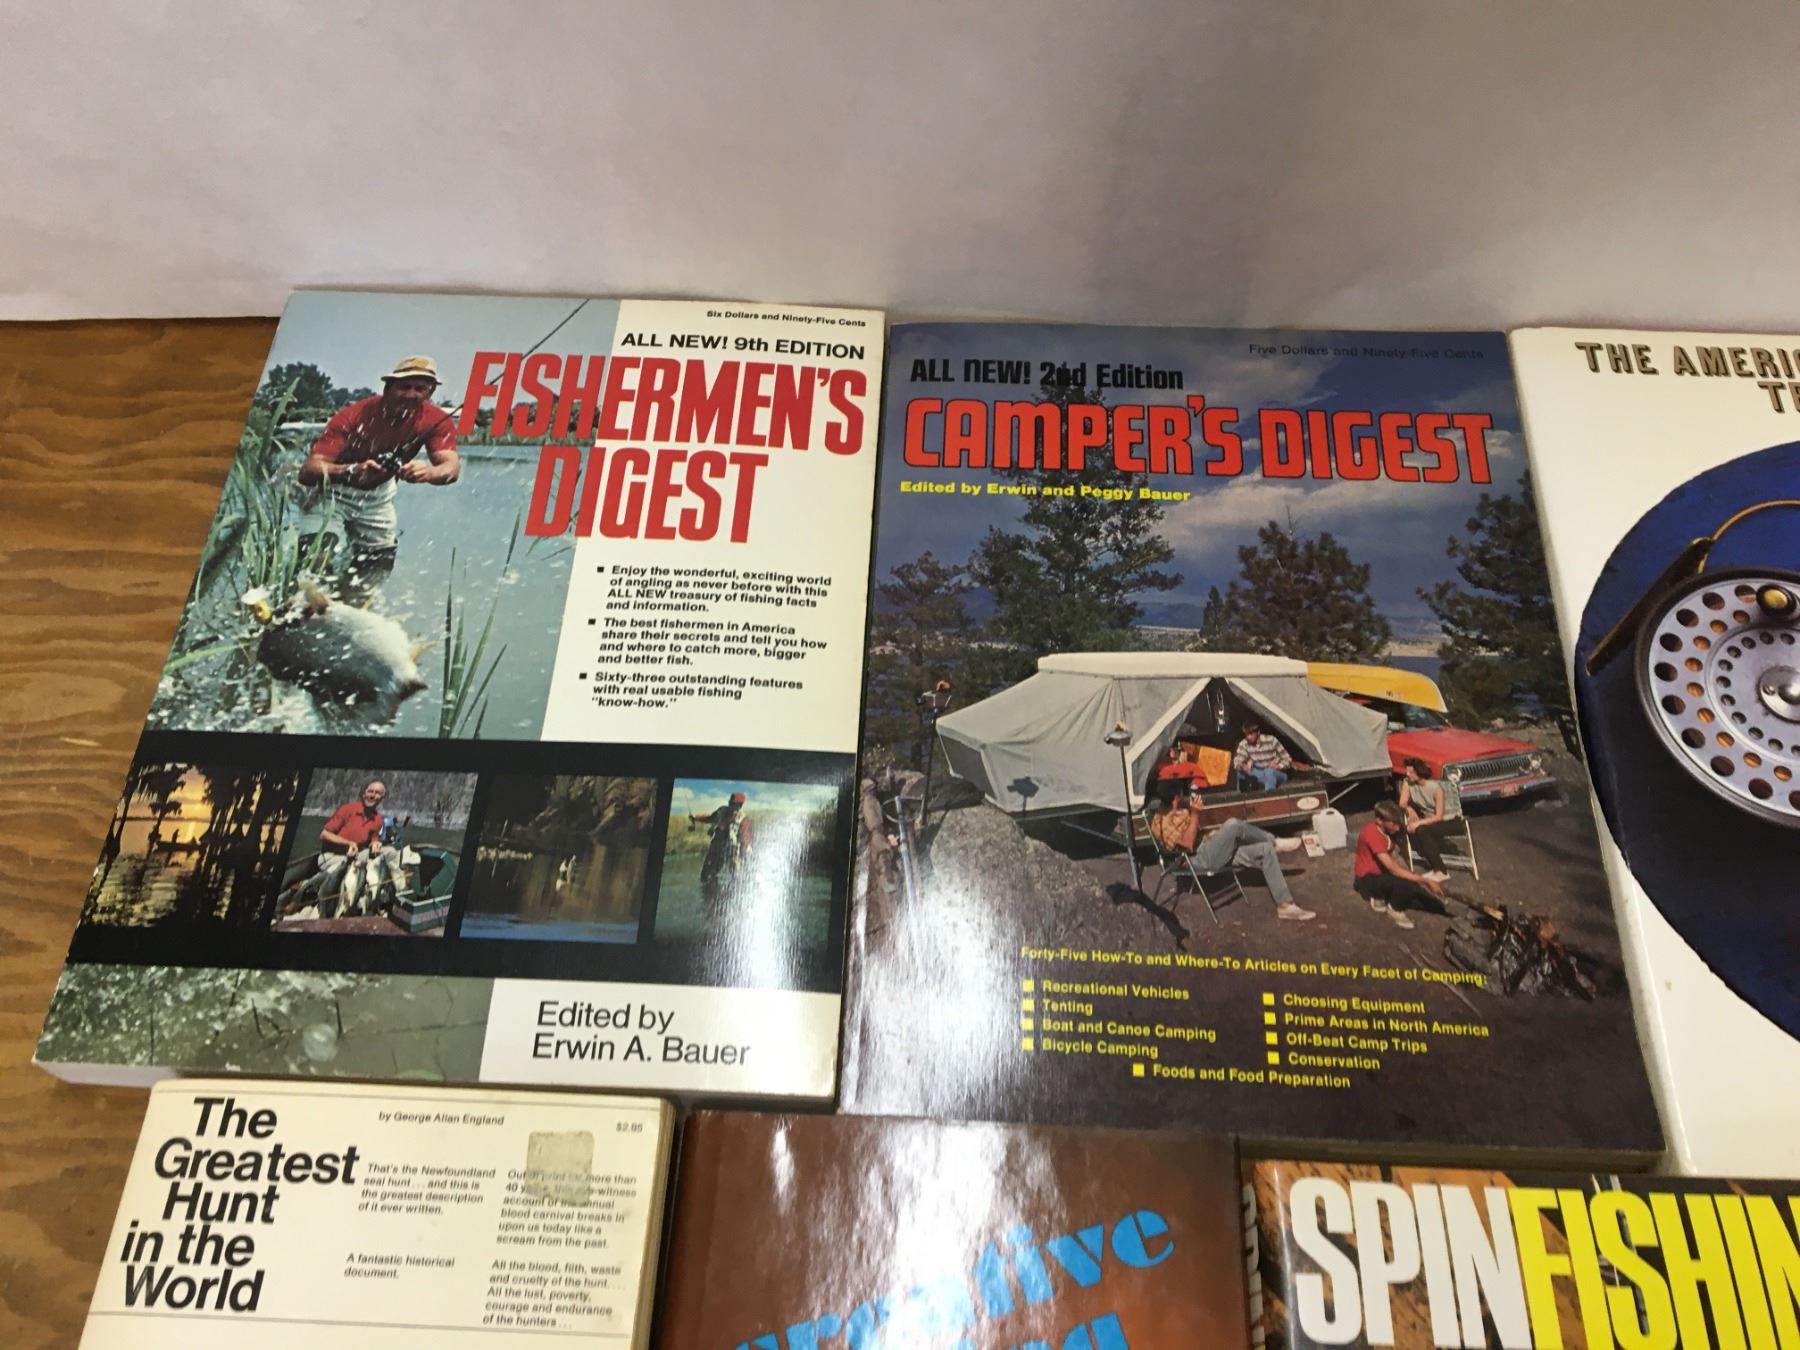 Six Dollars and Ninety-Five Cents
ALL NEW! 9th EDITION
FISHERMEN'S
DIGEST
■ Enjoy the wonderful, exciting world
of angling as never before with this
ALL NEW treasury of fishing facts
and information.
■ The best fishermen in America
share their secrets and tell you how
and where to catch more, bigger
and better fish.
■ Sixty-three outstanding features
with real usable fishing
"know-how."
Edited by
Erwin A. Bauer
Five Dollars and Ninety-Five Cents
ALL NEW! 2nd Edition
CAMPER'S DIGEST
Edited by Erwin and Peggy Bauer
Forty-Five How-To and Where-To Articles on Every Facet of Camping:
■ Recreational Vehicles
■ Tenting
■ Boat and Canoe Camping
■ Bicycle Camping
■ Choosing Equipment
■ Prime Areas in North America
■ Off-Beat Camp Trips
■ Conservation
■ Foods and Food Preparation
THE AMERIC
The
Greatest
Hunt
in the
World
by George Allan England
$2.95
That's the Newfoundland
seal hunt... and this is
the greatest description
of it ever written.
A fantastic historical
document.
Out of print for more than
40 witness
account of the annual
blood carnival breaks in
upon us today like a
scream from the past.
All the blood, filth, waste
and cruelty of the hunt....
All the lust, poverty,
courage and endurance
of the hunters...
SPINFISHIN